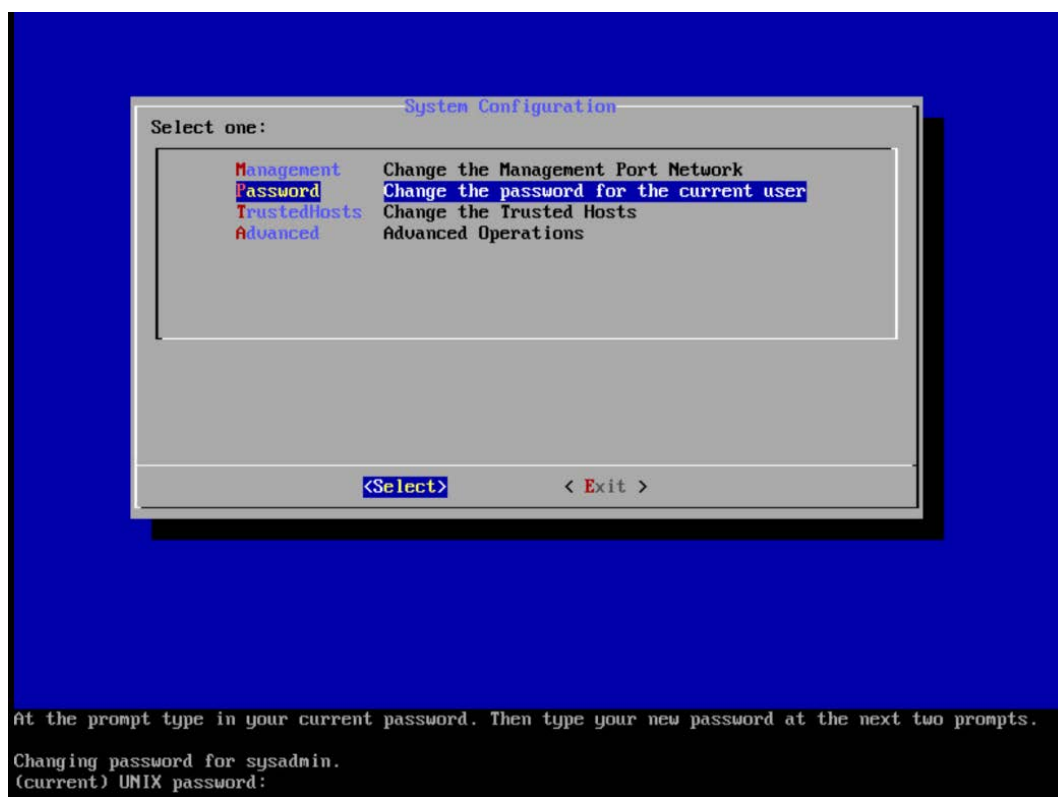 System Configuration
Select one:
Management Change the Management Port Network
Password Change the password for the current user
TrustedHosts Change the Trusted Hosts
Advanced Advanced Operations
<Select> < Exit >
At the prompt type in your current password. Then type your new password at the next two prompts.
Changing password for sysadmin.
(current) UNIX password: